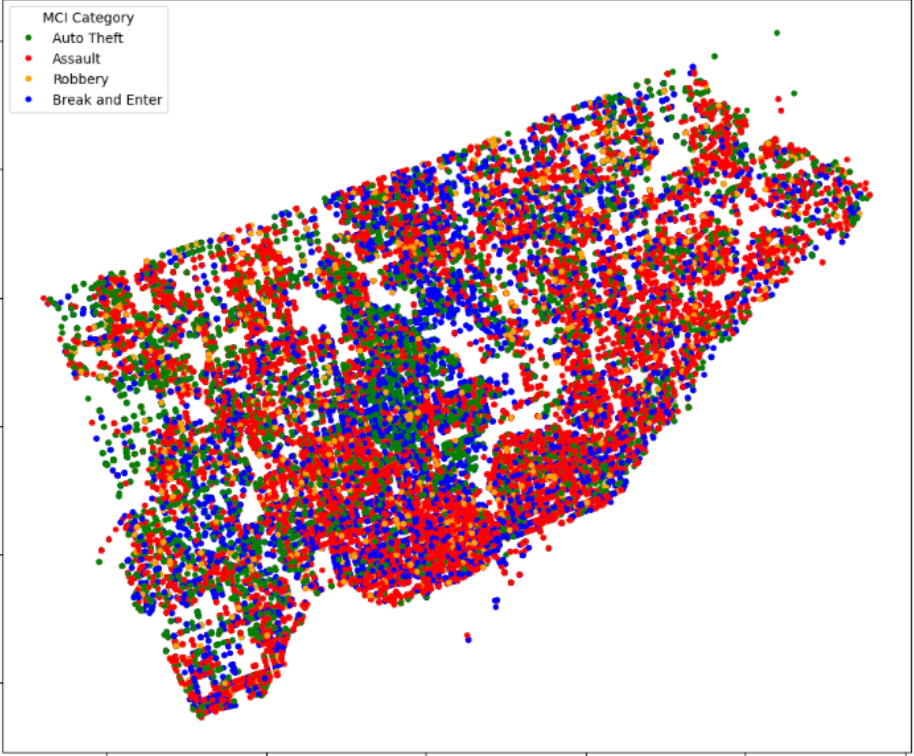 MCI Category
Auto Theft
Assault
Robbery
Break and Enter